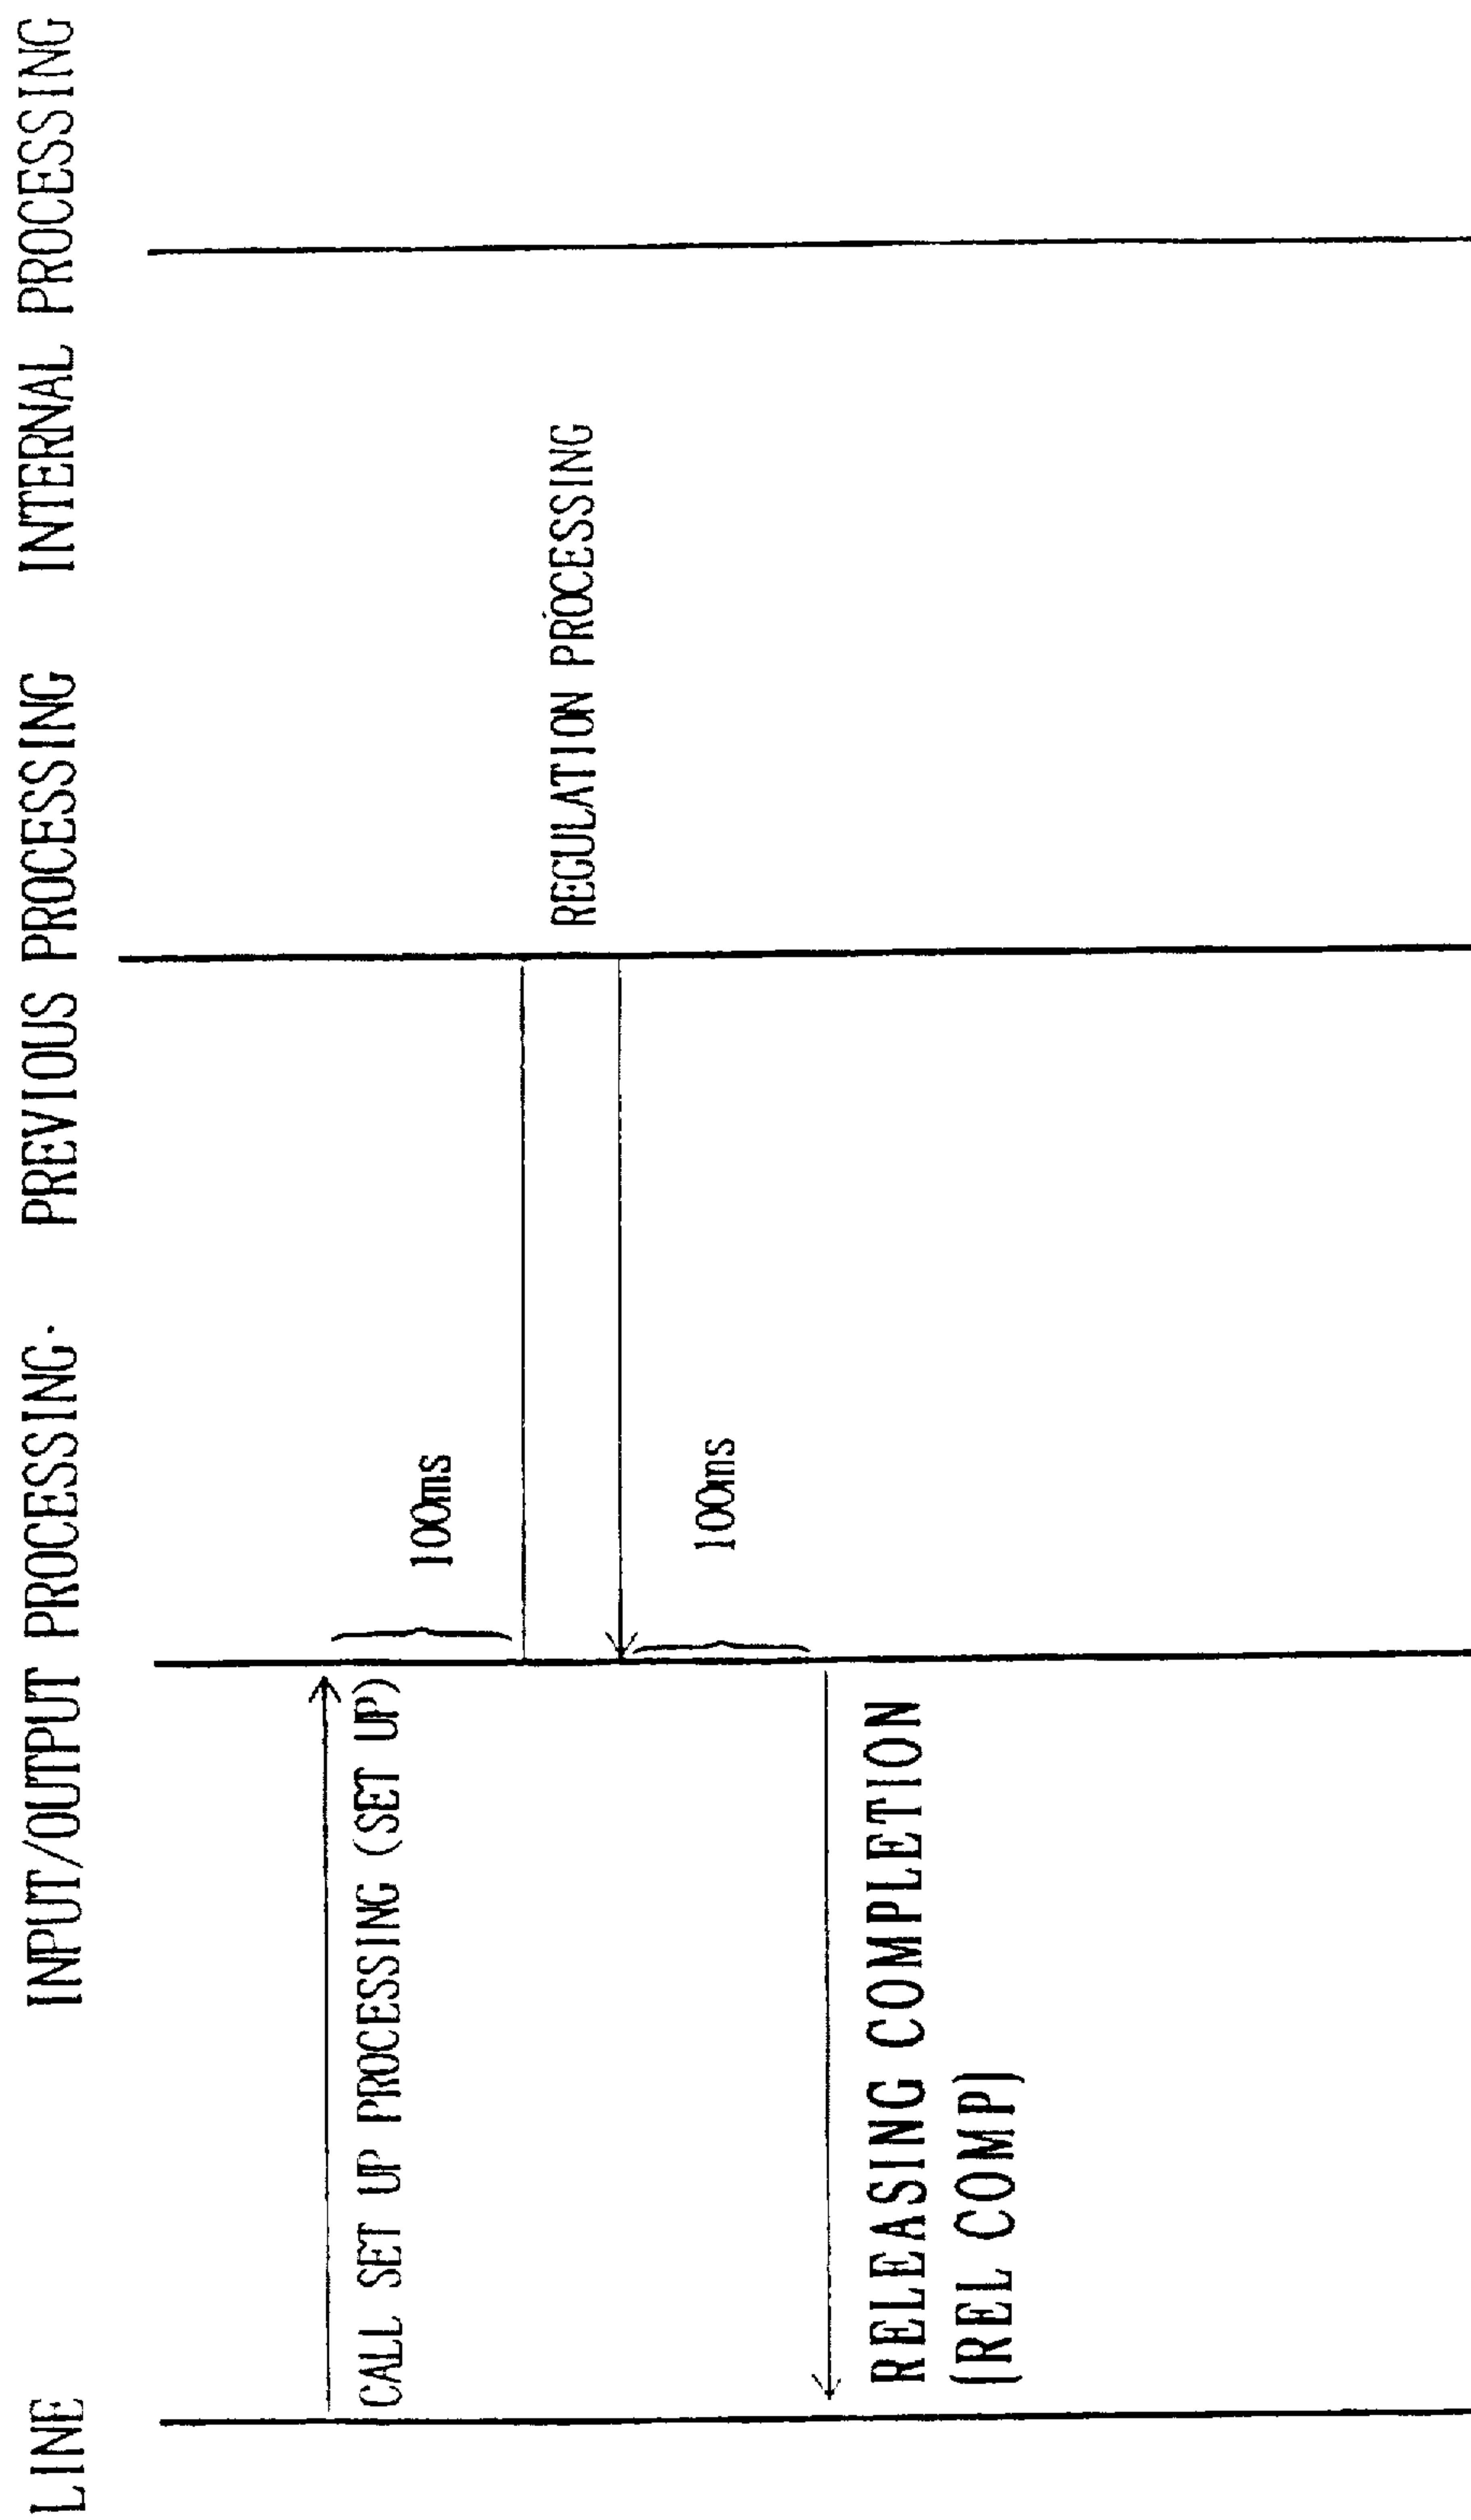 LINE INPUT/OUTPUT PROCESSING PREVIOUS PROCESSING INTERNAL PROCESSING
CALL SET UP PROCESSING (SET UP)
100ms
REGULATION PROCESSING
100ms
RELEASING COMPLETION
(REL COMP)